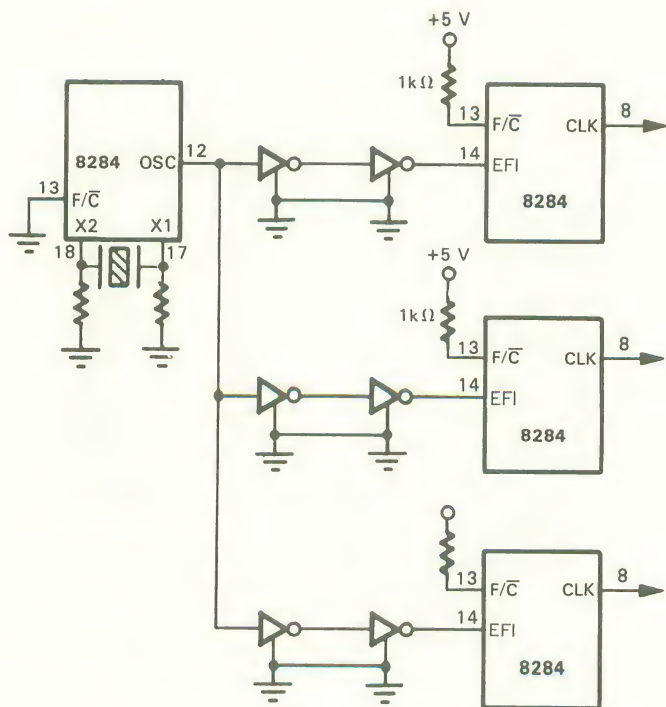 +5 V
1kΩ
13
F/C̅
CLK
8
14
EFI
8284
8284
OSC
12
13
F/C̅
X2
X1
18
17
+5 V
1kΩ
13
F/C̅
CLK
8
14
EFI
8284
13
F/C̅
CLK
8
14
EFI
8284